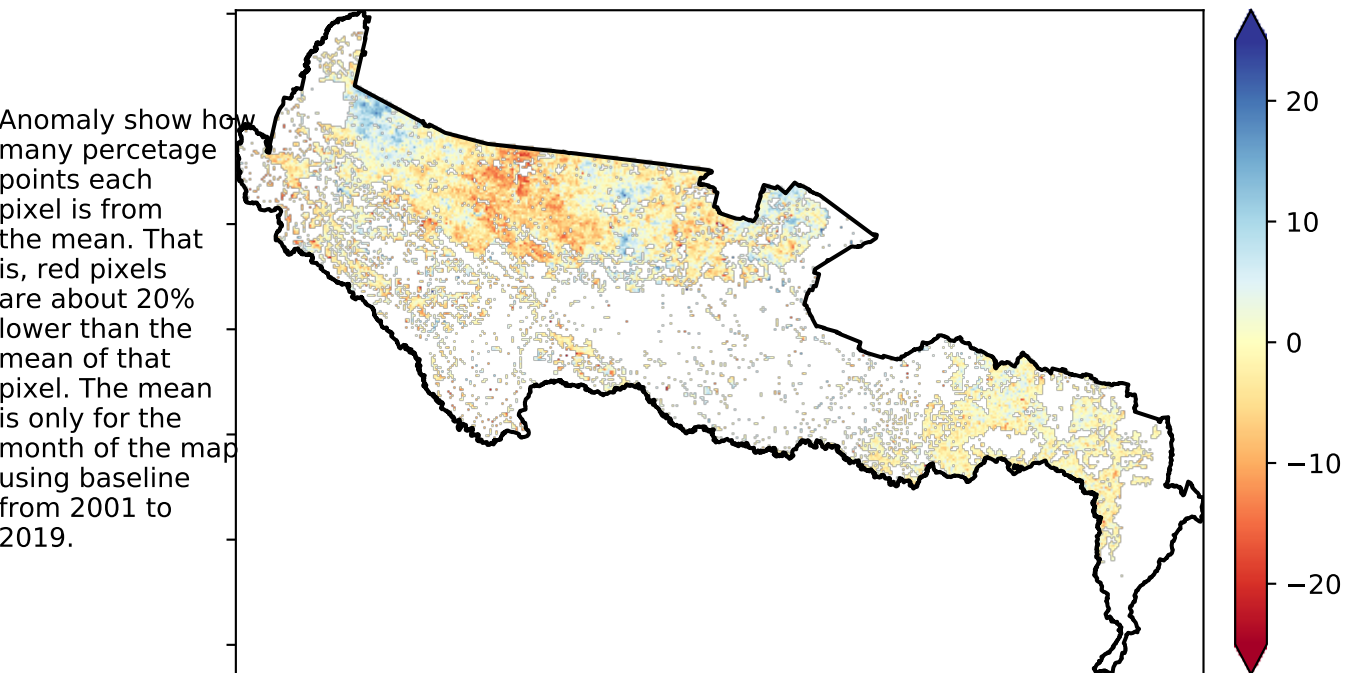 Anomaly show how
many percetage
points each
pixel is from
the mean. That
is, red pixels
are about 20%
lower than the
mean of that
pixel. The mean
is only for the
month of the map
using baseline
from 2001 to
2019.
20
10
0
−10
−20